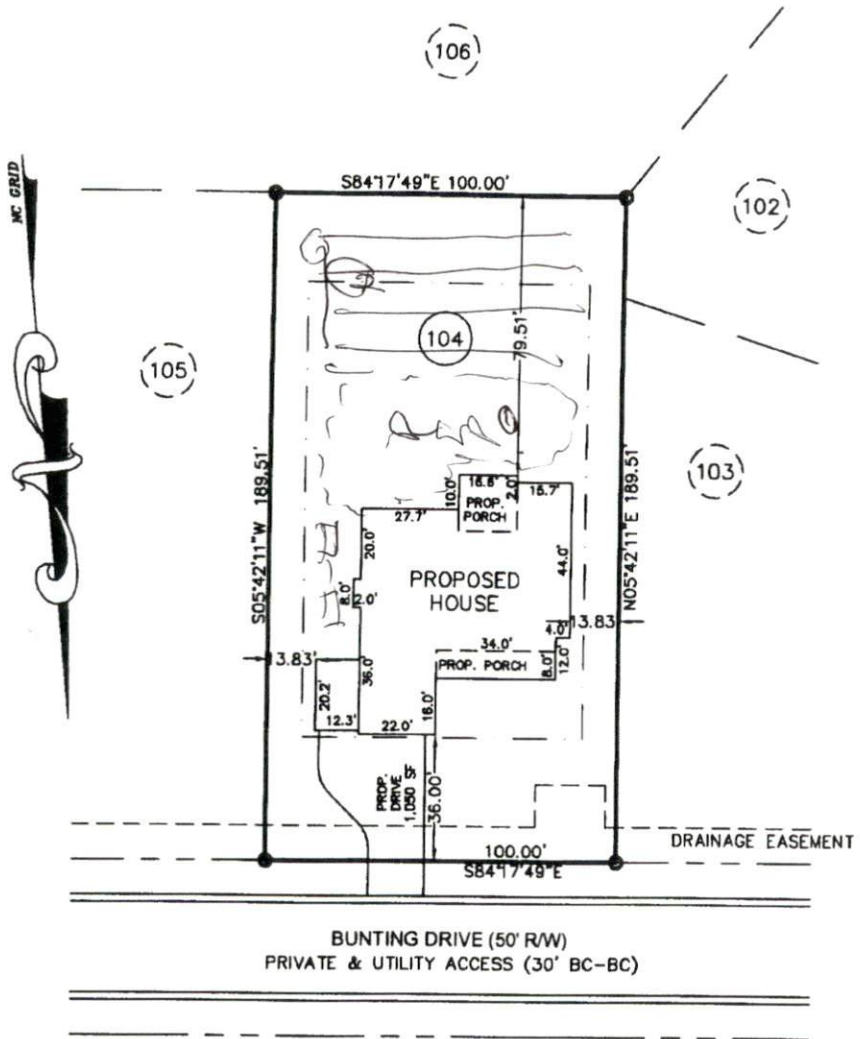 106
NC GRID
S84°17'49"E 100.00'
102
104
79.51'
105
103
S05°42'11"W 189.51'
N05°42'11"E 189.51'
10.0'
16.6'
2.0'
15.7'
27.7'
PROP.
PORCH
20.0'
44.0'
PROPOSED
HOUSE
8.0'
2.0'
13.83
4.0'
34.0'
13.83'
36.0'
PROP. PORCH
8.0'
12.0'
20.2'
16.0'
12.3'
22.0'
PROP.
DRIVE
1,050 SF
36.00'
DRAINAGE EASEMENT
100.00'
S84°17'49"E
BUNTING DRIVE (50' R/W)
PRIVATE & UTILITY ACCESS (30' BC-BC)